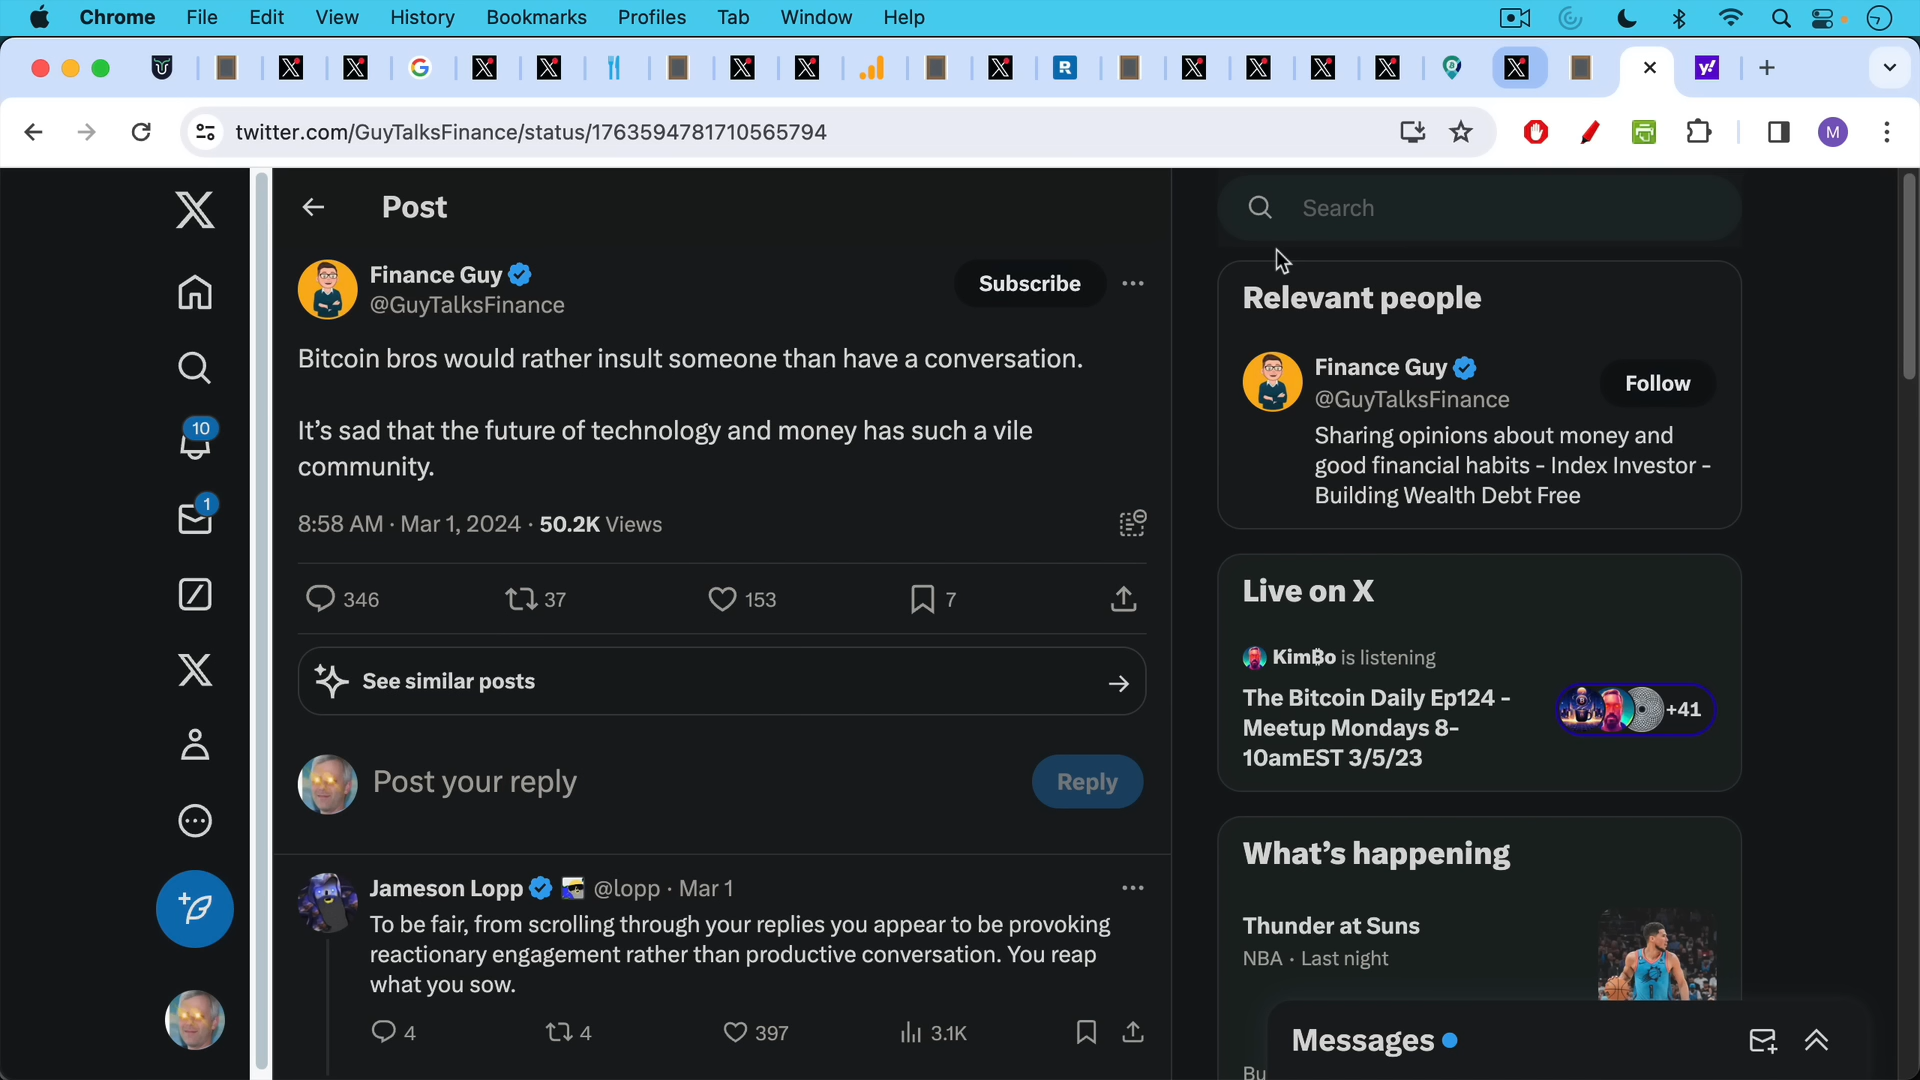 Chrome File Edit View History Bookmarks Profiles Tab Window Help
twitter.com/GuyTalksFinance/status/1763594781710565794
M
Post
Search
Finance Guy
@GuyTalksFinance
Subscribe
Bitcoin bros would rather insult someone than have a conversation.
It’s sad that the future of technology and money has such a vile
community.
8:58 AM · Mar 1, 2024 · 50.2K Views
346 37 153 7
See similar posts
Post your reply
Reply
Jameson Lopp @lopp · Mar 1
To be fair, from scrolling through your replies you appear to be provoking
reactionary engagement rather than productive conversation. You reap
what you sow.
4 4 397 3.1K
10
1
Relevant people
Finance Guy
@GuyTalksFinance
Follow
Sharing opinions about money and
good financial habits - Index Investor -
Building Wealth Debt Free
Live on X
Kim₿o is listening
The Bitcoin Daily Ep124 -
Meetup Mondays 8-
10amEST 3/5/23
+41
What’s happening
Thunder at Suns
NBA · Last night
Messages
Bu